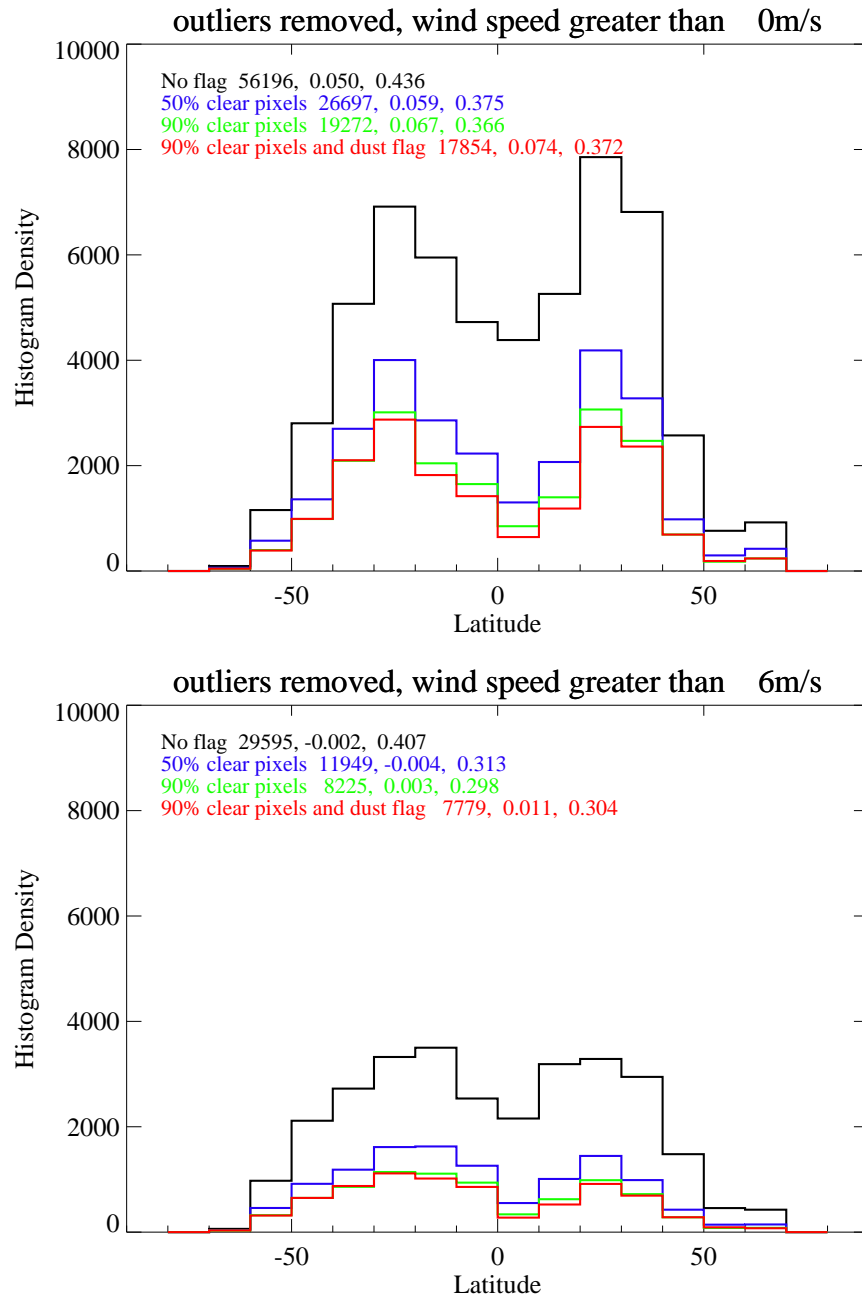 outliers removed, wind speed greater than 0m/s
10000
No flag 56196, 0.050, 0.436
50% clear pixels 26697, 0.059, 0.375
90% clear pixels 19272, 0.067, 0.366
90% clear pixels and dust flag 17854, 0.074, 0.372
8000
6000
4000
2000
0
Histogram Density
-50 0 50
Latitude
outliers removed, wind speed greater than 6m/s
10000
No flag 29595, -0.002, 0.407
50% clear pixels 11949, -0.004, 0.313
90% clear pixels 8225, 0.003, 0.298
90% clear pixels and dust flag 7779, 0.011, 0.304
8000
6000
4000
2000
0
Histogram Density
-50 0 50
Latitude